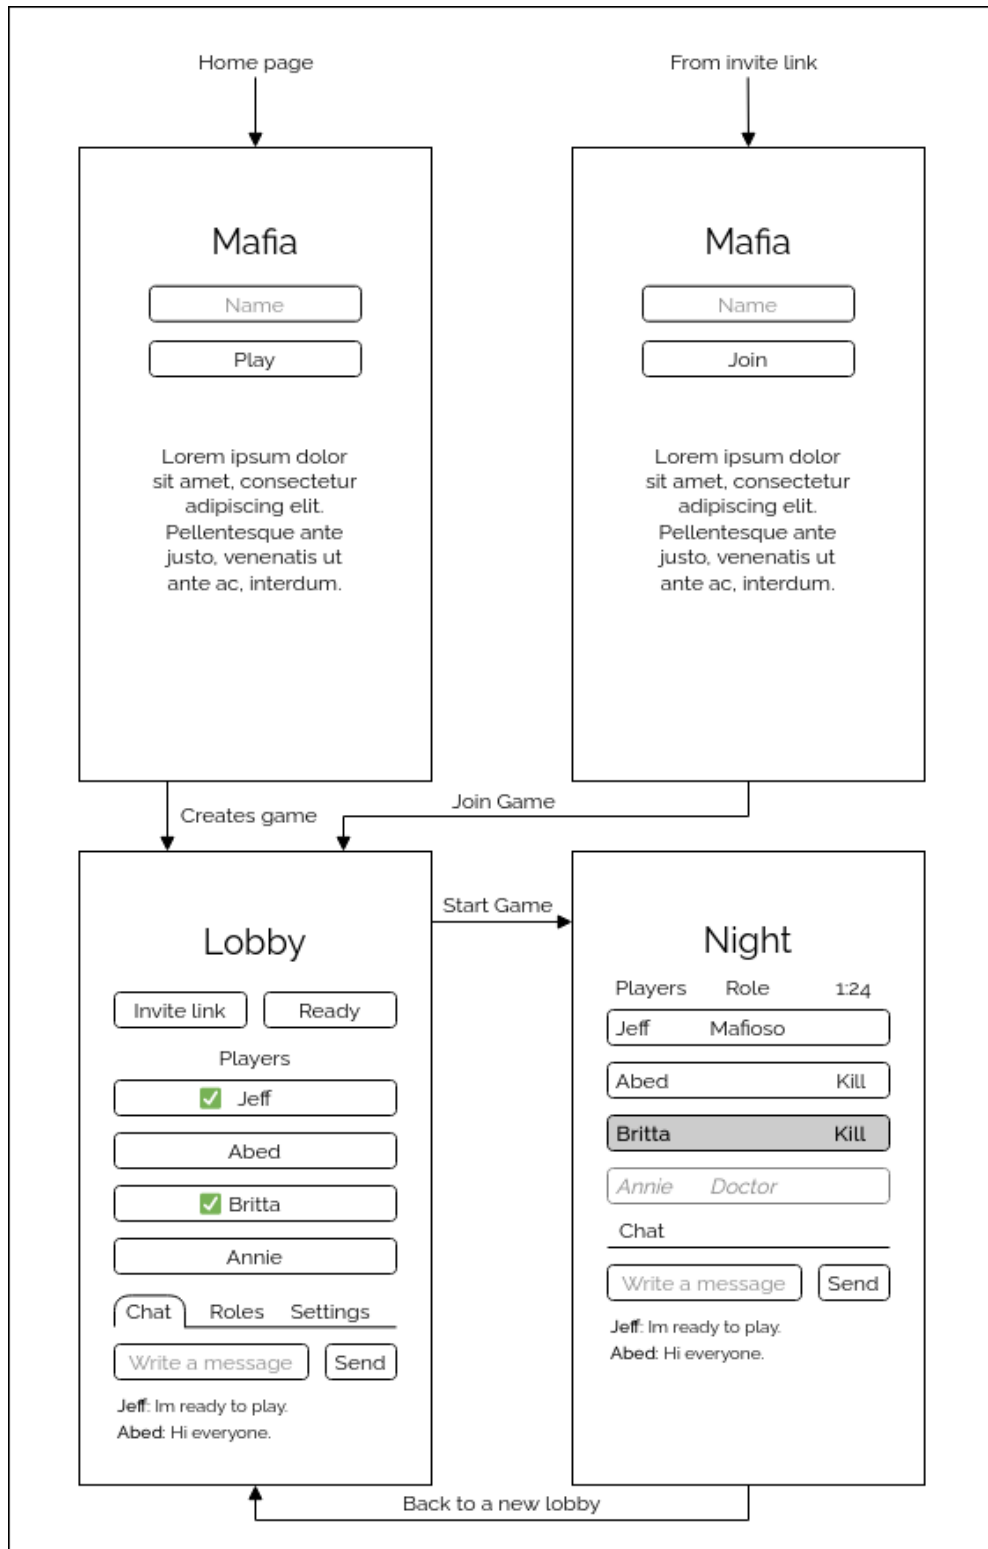 Home page
From invite link
Mafia
Name
Play
Lorem ipsum dolor
sit amet, consectetur
adipiscing elit.
Pellentesque ante
justo, venenatis ut
ante ac, interdum.
Mafia
Name
Join
Lorem ipsum dolor
sit amet, consectetur
adipiscing elit.
Pellentesque ante
justo, venenatis ut
ante ac, interdum.
Creates game
Join Game
Lobby
Invite link Ready
Players
✅ Jeff
Abed
✅ Britta
Annie
Chat Roles Settings
Write a message Send
Jeff: Im ready to play.
Abed: Hi everyone.
Start Game
Night
Players Role 1:24
Jeff Mafioso
Abed Kill
Britta Kill
Annie Doctor
Chat
Write a message Send
Jeff: Im ready to play.
Abed: Hi everyone.
Back to a new lobby